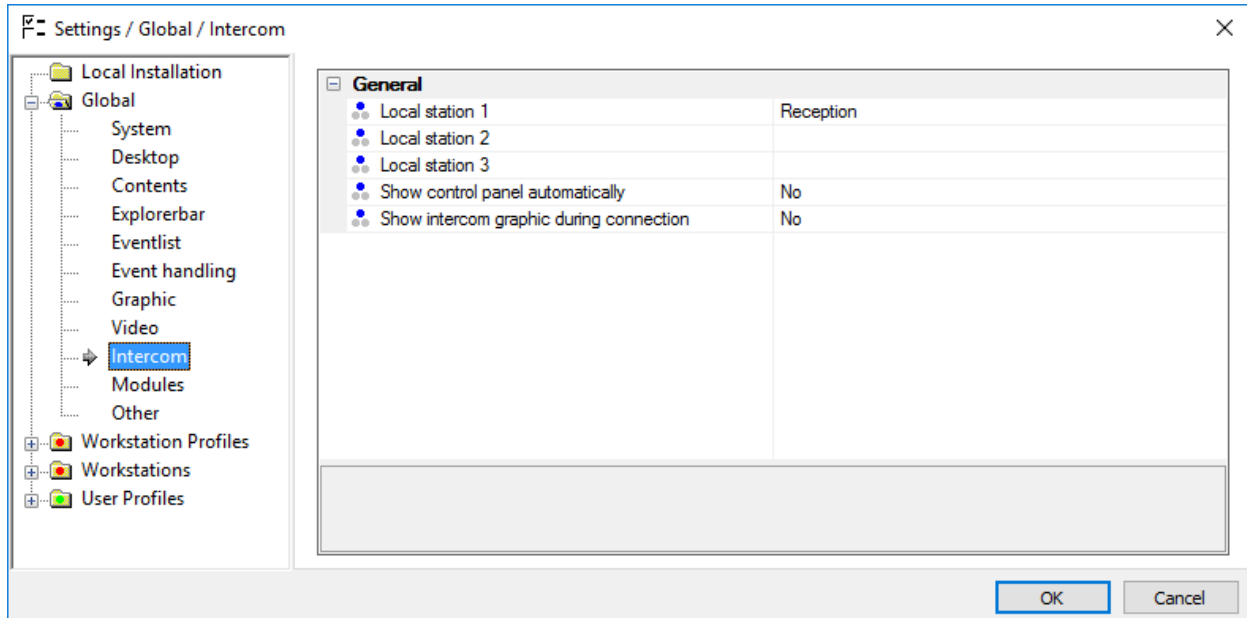 Settings / Global / Intercom
Local Installation
Global
System
Desktop
Contents
Explorerbar
Eventlist
Event handling
Graphic
Video
Intercom
Modules
Other
Workstation Profiles
Workstations
User Profiles
General
Local station 1 Reception
Local station 2
Local station 3
Show control panel automatically No
Show intercom graphic during connection No
OK Cancel